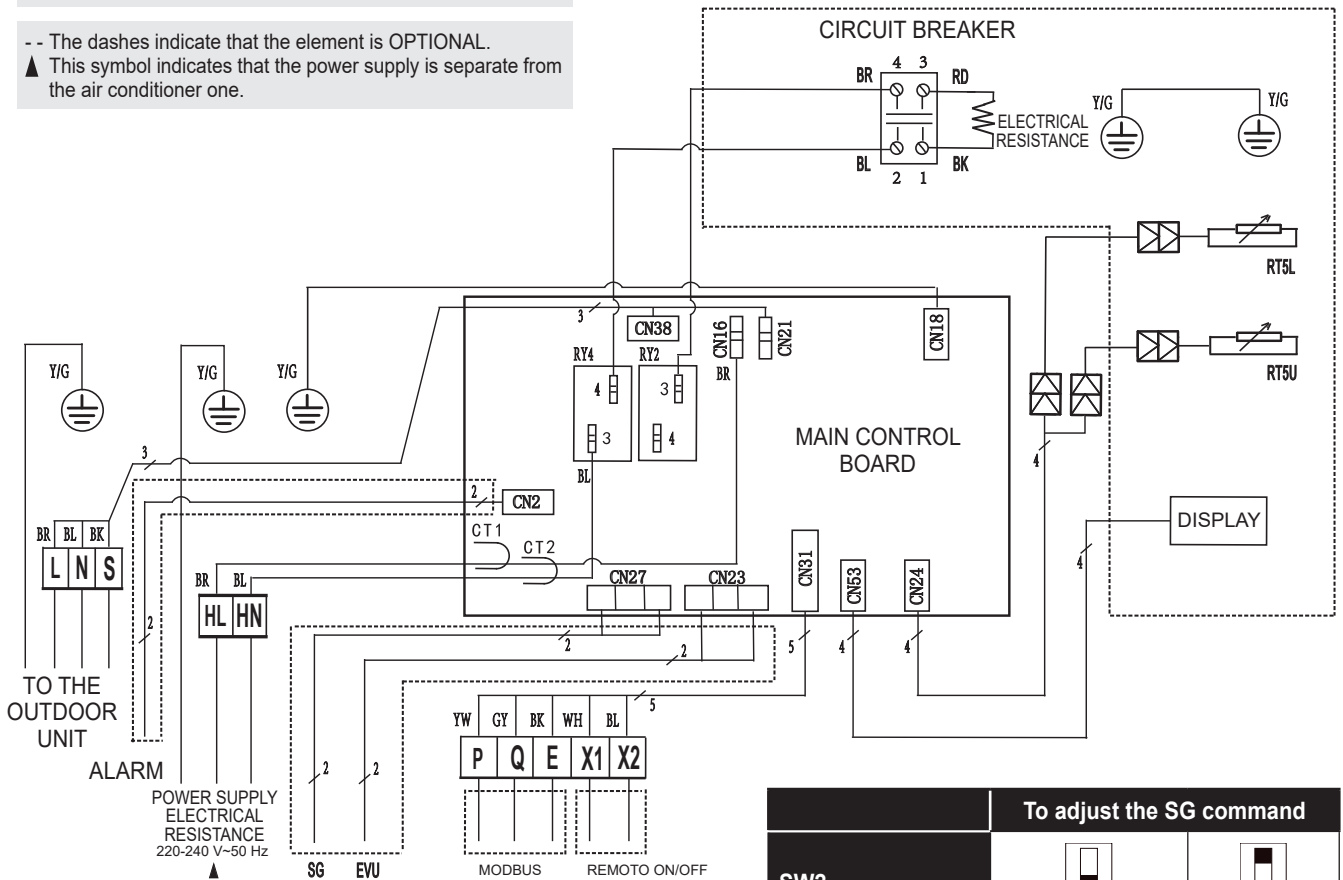 - - The dashes indicate that the element is OPTIONAL.
▲ This symbol indicates that the power supply is separate from
the air conditioner one.
CIRCUIT BREAKER
4 3
BR RD
ELECTRICAL
RESISTANCE
BL BK
2 1
Y/G Y/G
RT5L
RT5U
3
CN38
CN16
CN21
CN18
RY4 RY2
BR
4 3
3 4
BL
MAIN CONTROL
BOARD
Y/G Y/G Y/G
3
2
CN2
CT1
CT2
CN27 CN23
CN31
CN53
CN24
4
DISPLAY
4
BR BL BK
L N S
BR BL
HL HN
2
2 2
5 4 4
5
TO THE
OUTDOOR
UNIT
ALARM
POWER SUPPLY
ELECTRICAL
RESISTANCE
220-240 V~50 Hz
▲
2 2
SG EVU
YW GY BK WH BL
P Q E X1 X2
MODBUS REMOTO ON/OFF
To adjust the SG command
SW2